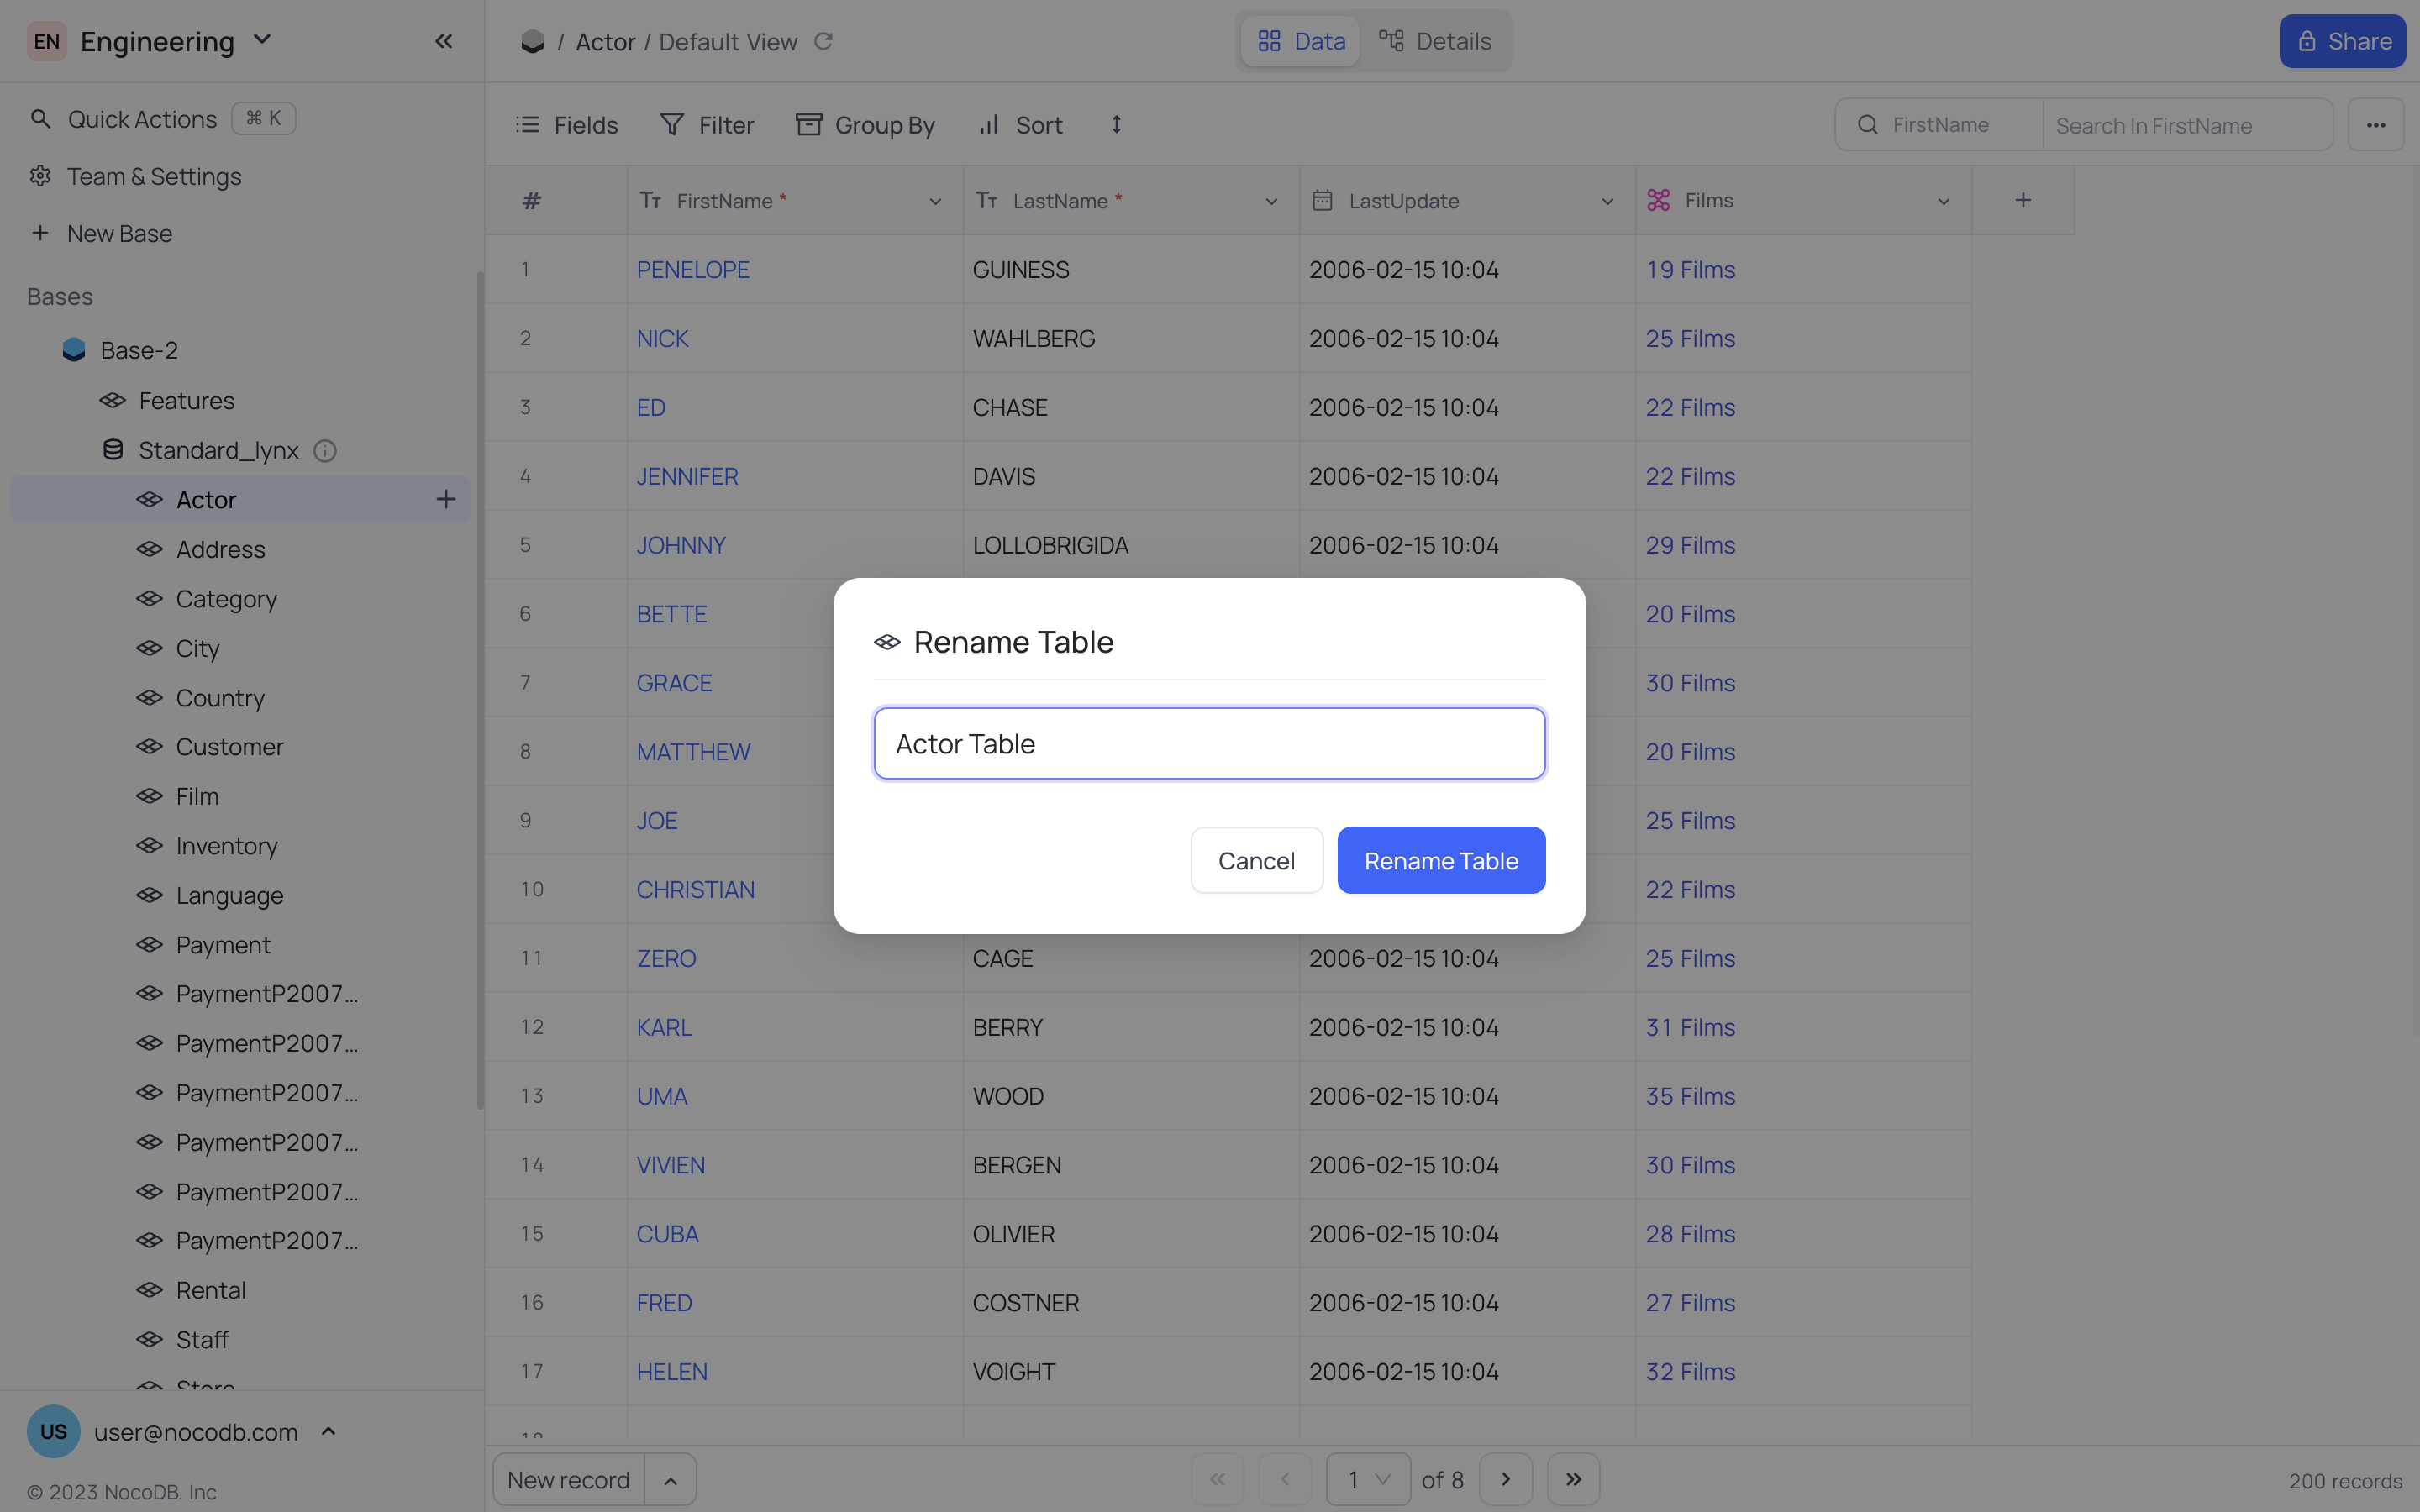 EN Engineering
Quick Actions ⌘ K
Team & Settings
New Base
Bases
Base-2
Features
Standard_lynx
Actor
Address
Category
City
Country
Customer
Film
Inventory
Language
Payment
PaymentP2007...
PaymentP2007...
PaymentP2007...
PaymentP2007...
PaymentP2007...
PaymentP2007...
Rental
Staff
Store
US user@nocodb.com
© 2023 NocoDB. Inc
/ Actor / Default View
Data Details
Share
Fields Filter Group By Sort
FirstName Search In FirstName
# FirstName * LastName * LastUpdate Films
1 PENELOPE GUINESS 2006-02-15 10:04 19 Films
2 NICK WAHLBERG 2006-02-15 10:04 25 Films
3 ED CHASE 2006-02-15 10:04 22 Films
4 JENNIFER DAVIS 2006-02-15 10:04 22 Films
5 JOHNNY LOLLOBRIGIDA 2006-02-15 10:04 29 Films
6 BETTE 20 Films
7 GRACE 30 Films
8 MATTHEW 20 Films
9 JOE 25 Films
10 CHRISTIAN 22 Films
11 ZERO CAGE 2006-02-15 10:04 25 Films
12 KARL BERRY 2006-02-15 10:04 31 Films
13 UMA WOOD 2006-02-15 10:04 35 Films
14 VIVIEN BERGEN 2006-02-15 10:04 30 Films
15 CUBA OLIVIER 2006-02-15 10:04 28 Films
16 FRED COSTNER 2006-02-15 10:04 27 Films
17 HELEN VOIGHT 2006-02-15 10:04 32 Films
18
Rename Table
Actor Table
Cancel Rename Table
New record
1 of 8
200 records